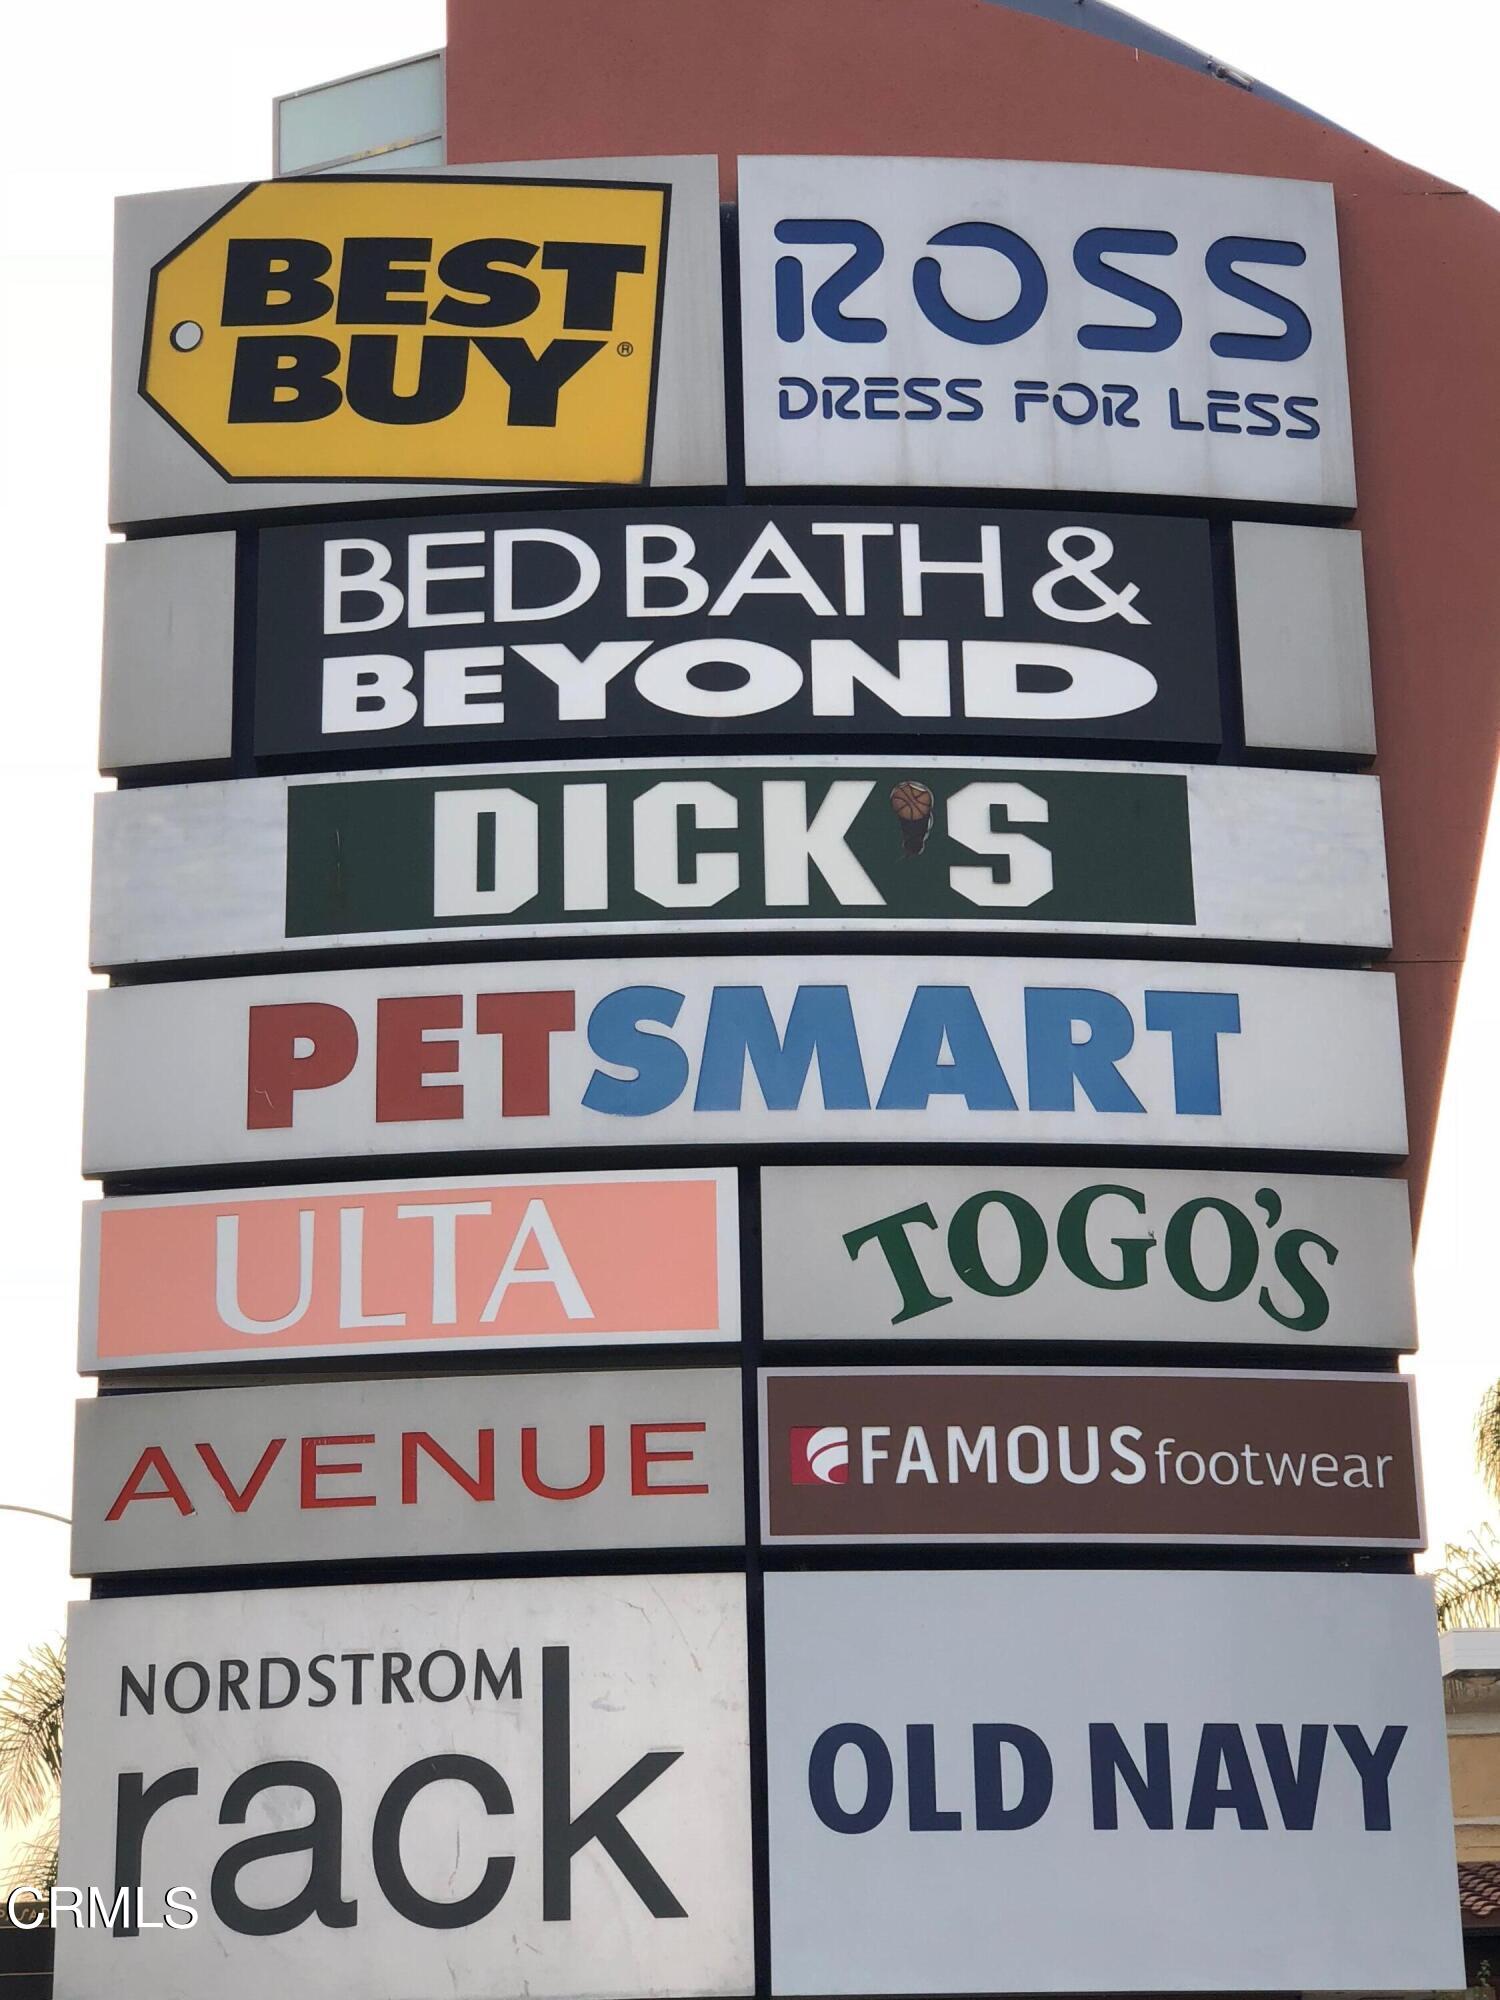 BEST
BUY®
ROSS
DRESS FOR LESS
BED BATH &
BEYOND
DICK'S
PETSMART
ULTA
TOGO'S
AVENUE
FAMOUS footwear
NORDSTROM
rack
OLD NAVY
CRMLS